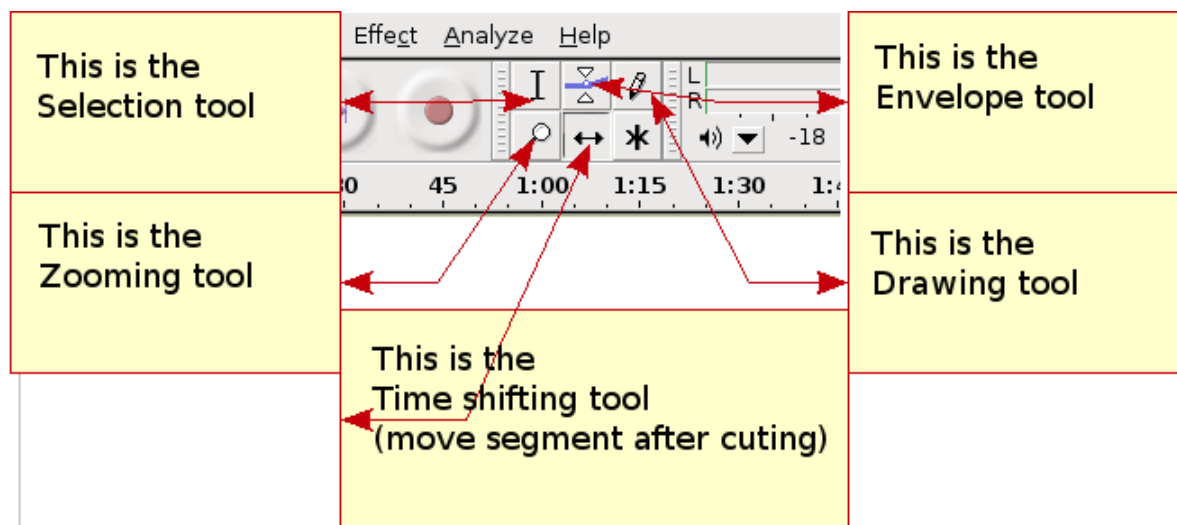 This is the
Selection tool
Effect Analyze Help
This is the
Envelope tool
L
R
-18
45 1:00 1:15 1:30
This is the
Zooming tool
This is the
Drawing tool
This is the
Time shifting tool
(move segment after cuting)